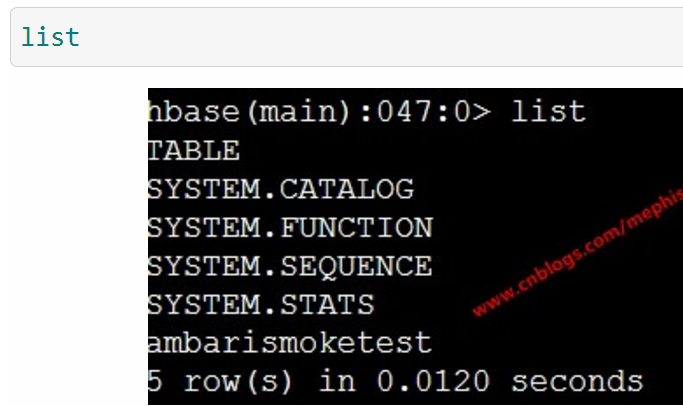 list
hbase(main):047:0> list
TABLE
SYSTEM.CATALOG
SYSTEM.FUNCTION
SYSTEM.SEQUENCE
SYSTEM.STATS
www.cnblogs.com/mephis
ambarismoketest
5 row(s) in 0.0120 seconds